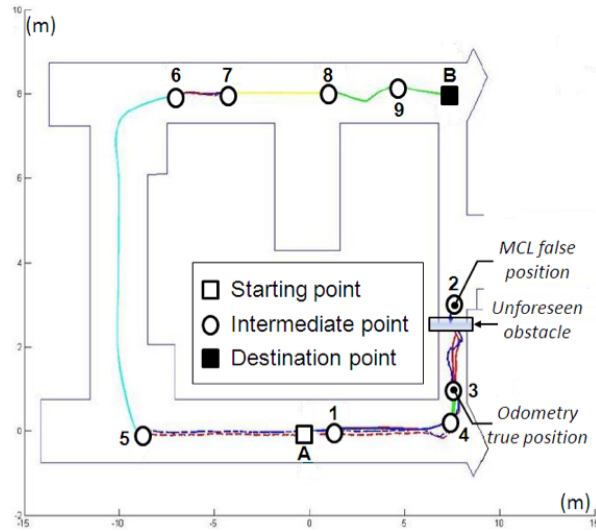 (m)
8
6
4
2
0
-2
-15
-10
-5
0
5
10
15
(m)
6
7
8
9
B
2
MCL false
position
Unforeseen
obstacle
3
Odometry
true position
4
1
A
5
Starting point
Intermediate point
Destination point